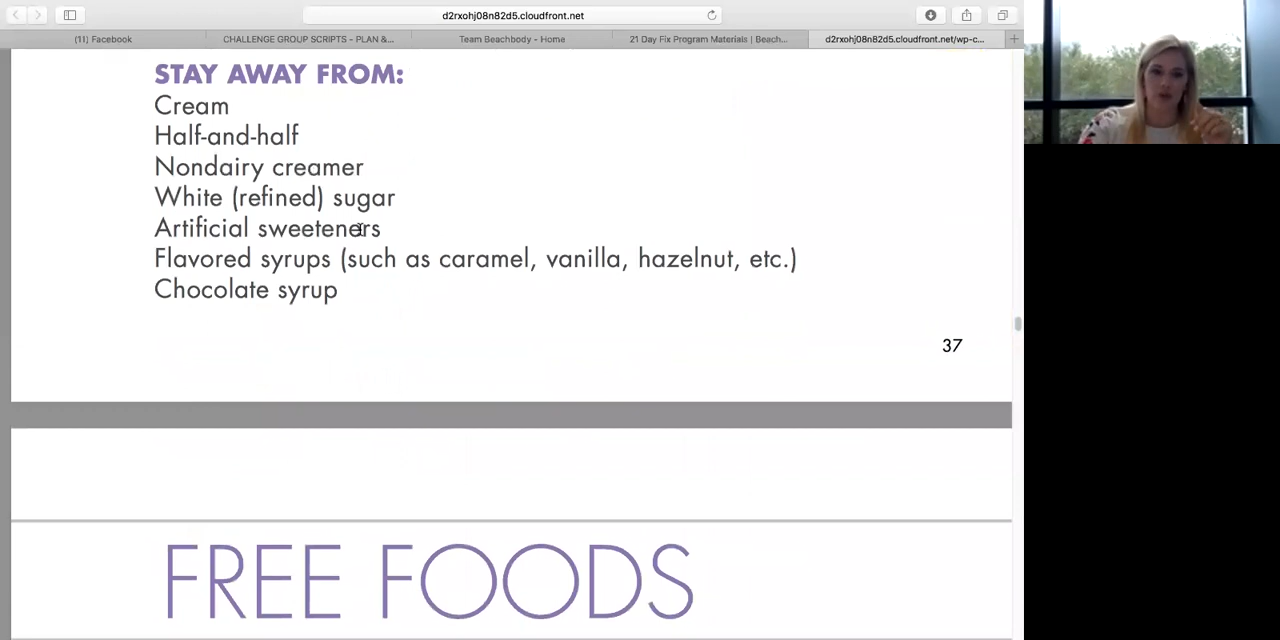 d2rxohj08n82d5.cloudfront.net
(11) Facebook
CHALLENGE GROUP SCRIPTS - PLAN &...
Team Beachbody - Home
21 Day Fix Program Materials | Beach...
d2rxohj08n82d5.cloudfront.net/wp-c...
STAY AWAY FROM:
Cream
Half-and-half
Nondairy creamer
White (refined) sugar
Artificial sweeteners
Flavored syrups (such as caramel, vanilla, hazelnut, etc.)
Chocolate syrup
37
FREE FOODS